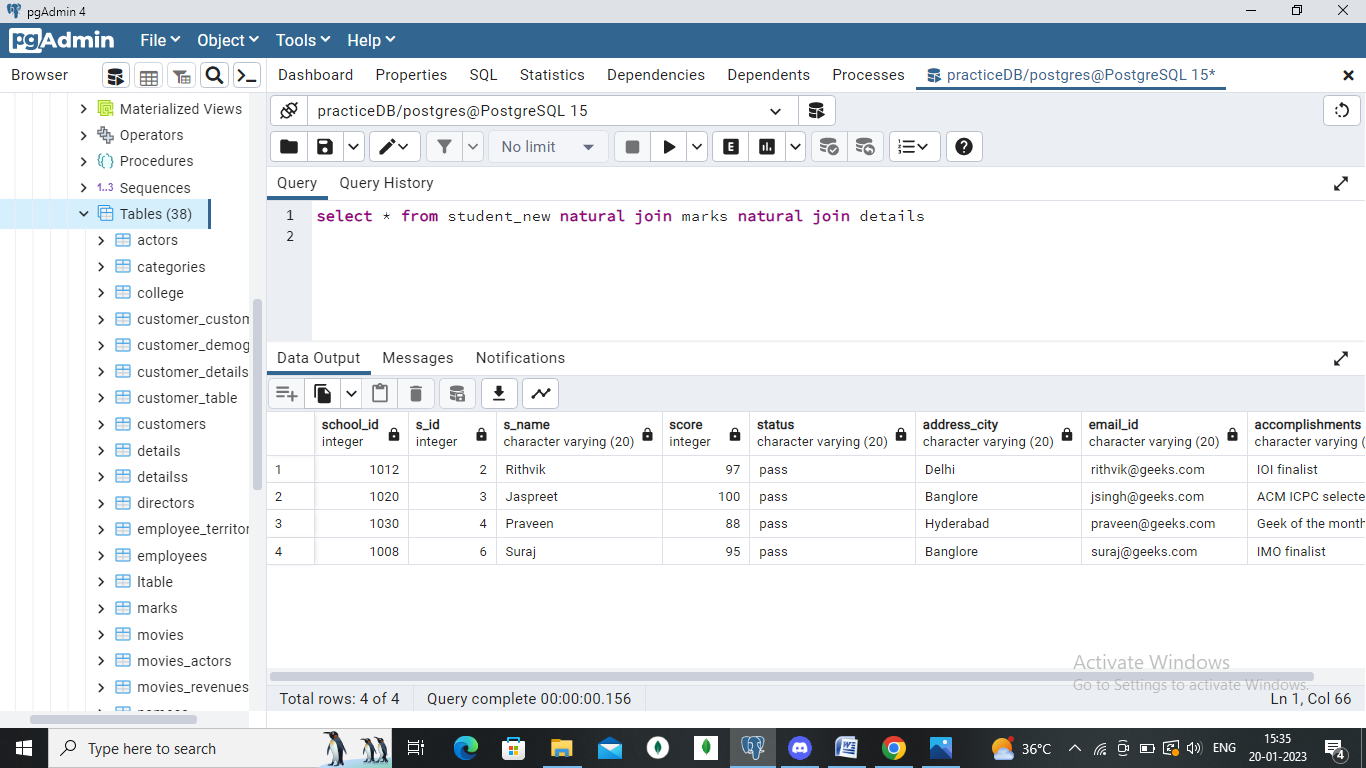 pgAdmin 4
pgAdmin File Object Tools Help
Browser Dashboard Properties SQL Statistics Dependencies Dependents Processes practiceDB/postgres@PostgreSQL 15*
Materialized Views
Operators
Procedures
1..3 Sequences
Tables (38)
actors
categories
college
customer_custom
customer_demog
customer_details
customer_table
customers
details
detailss
directors
employee_territor
employees
ltable
marks
movies
movies_actors
movies_revenues
practiceDB/postgres@PostgreSQL 15
No limit E
Query Query History
1 select * from student_new natural join marks natural join details
2
Data Output Messages Notifications
school_id s_id s_name score status address_city email_id accomplishments
integer integer character varying (20) integer character varying (20) character varying (20) character varying (20) character varying (
1 1012 2 Rithvik 97 pass Delhi rithvik@geeks.com IOI finalist
2 1020 3 Jaspreet 100 pass Banglore jsingh@geeks.com ACM ICPC selecte
3 1030 4 Praveen 88 pass Hyderabad praveen@geeks.com Geek of the month
4 1008 6 Suraj 95 pass Banglore suraj@geeks.com IMO finalist
Activate Windows
Go to Settings to activate Windows.
Total rows: 4 of 4 Query complete 00:00:00.156 Ln 1, Col 66
Type here to search 36°C ENG 15:35
20-01-2023 4